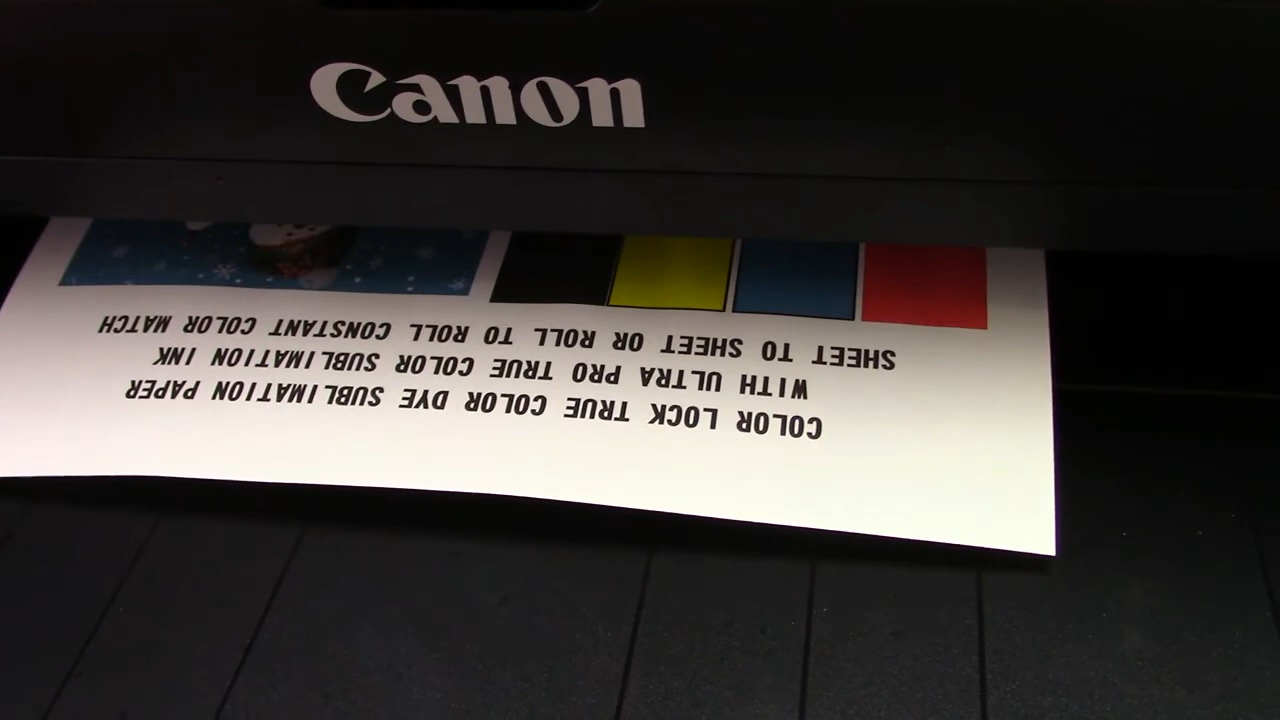 Canon
COLOR LOCK TRUE COLOR DYE SUBLIMATION PAPER
WITH ULTRA PRO TRUE COLOR SUBLIMATION INK
SHEET TO SHEET OR ROLL TO ROLL CONSTANT COLOR MATCH